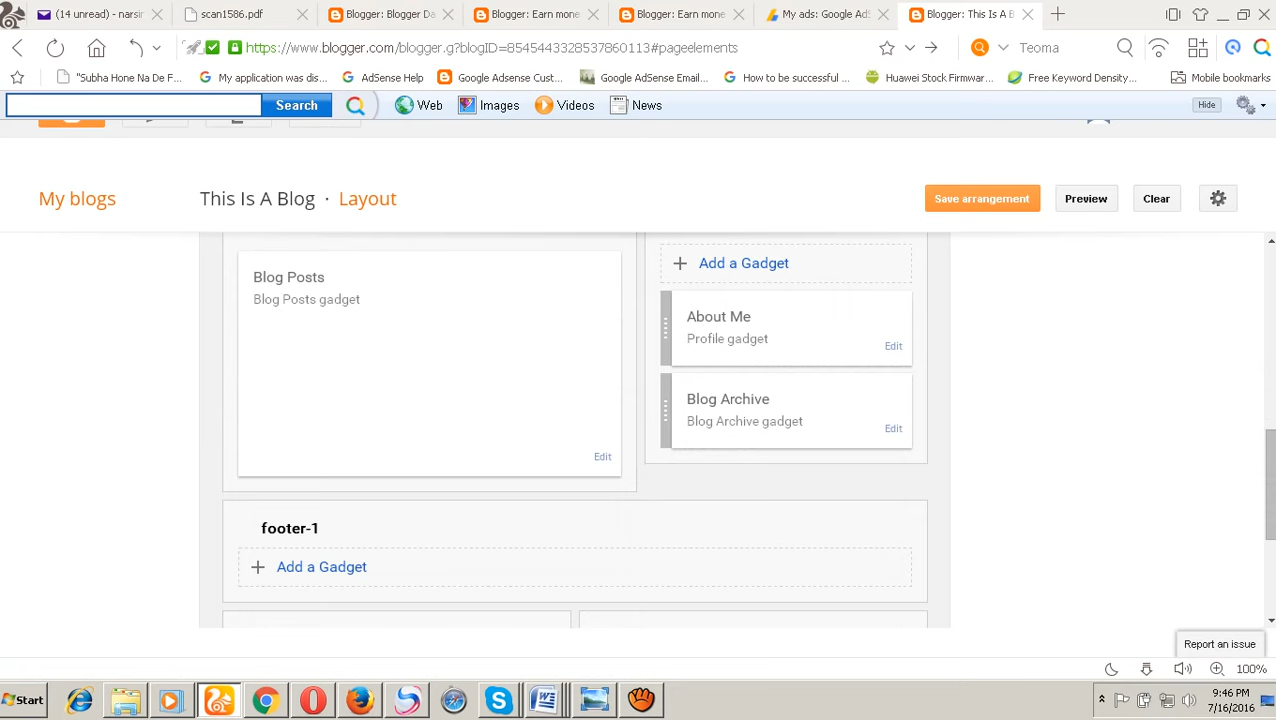 (1 unread) - narsin
scan1586.pdf
Blogger: Blogger Da
Blogger: Earn mone
Blogger: Earn mone
My ads: Google Ad
Blogger: This Is A B
https://www.blogger.com/blogger.g?blogID=8545443328537860113#pageelements
Teoma
"Subha Hone Na De F...
My application was dis...
AdSense Help
Google Adsense Cust...
Google AdSense Email...
How to be successful ...
Huawei Stock Firmwar...
Free Keyword Density...
Mobile bookmarks
Search
Web
Images
Videos
News
Hide
My blogs
This Is A Blog · Layout
Save arrangement
Preview
Clear
Blog Posts
Blog Posts gadget
Edit
Add a Gadget
About Me
Profile gadget
Edit
Blog Archive
Blog Archive gadget
Edit
footer-1
Add a Gadget
Report an issue
100%
Start
9:46 PM
7/16/2016